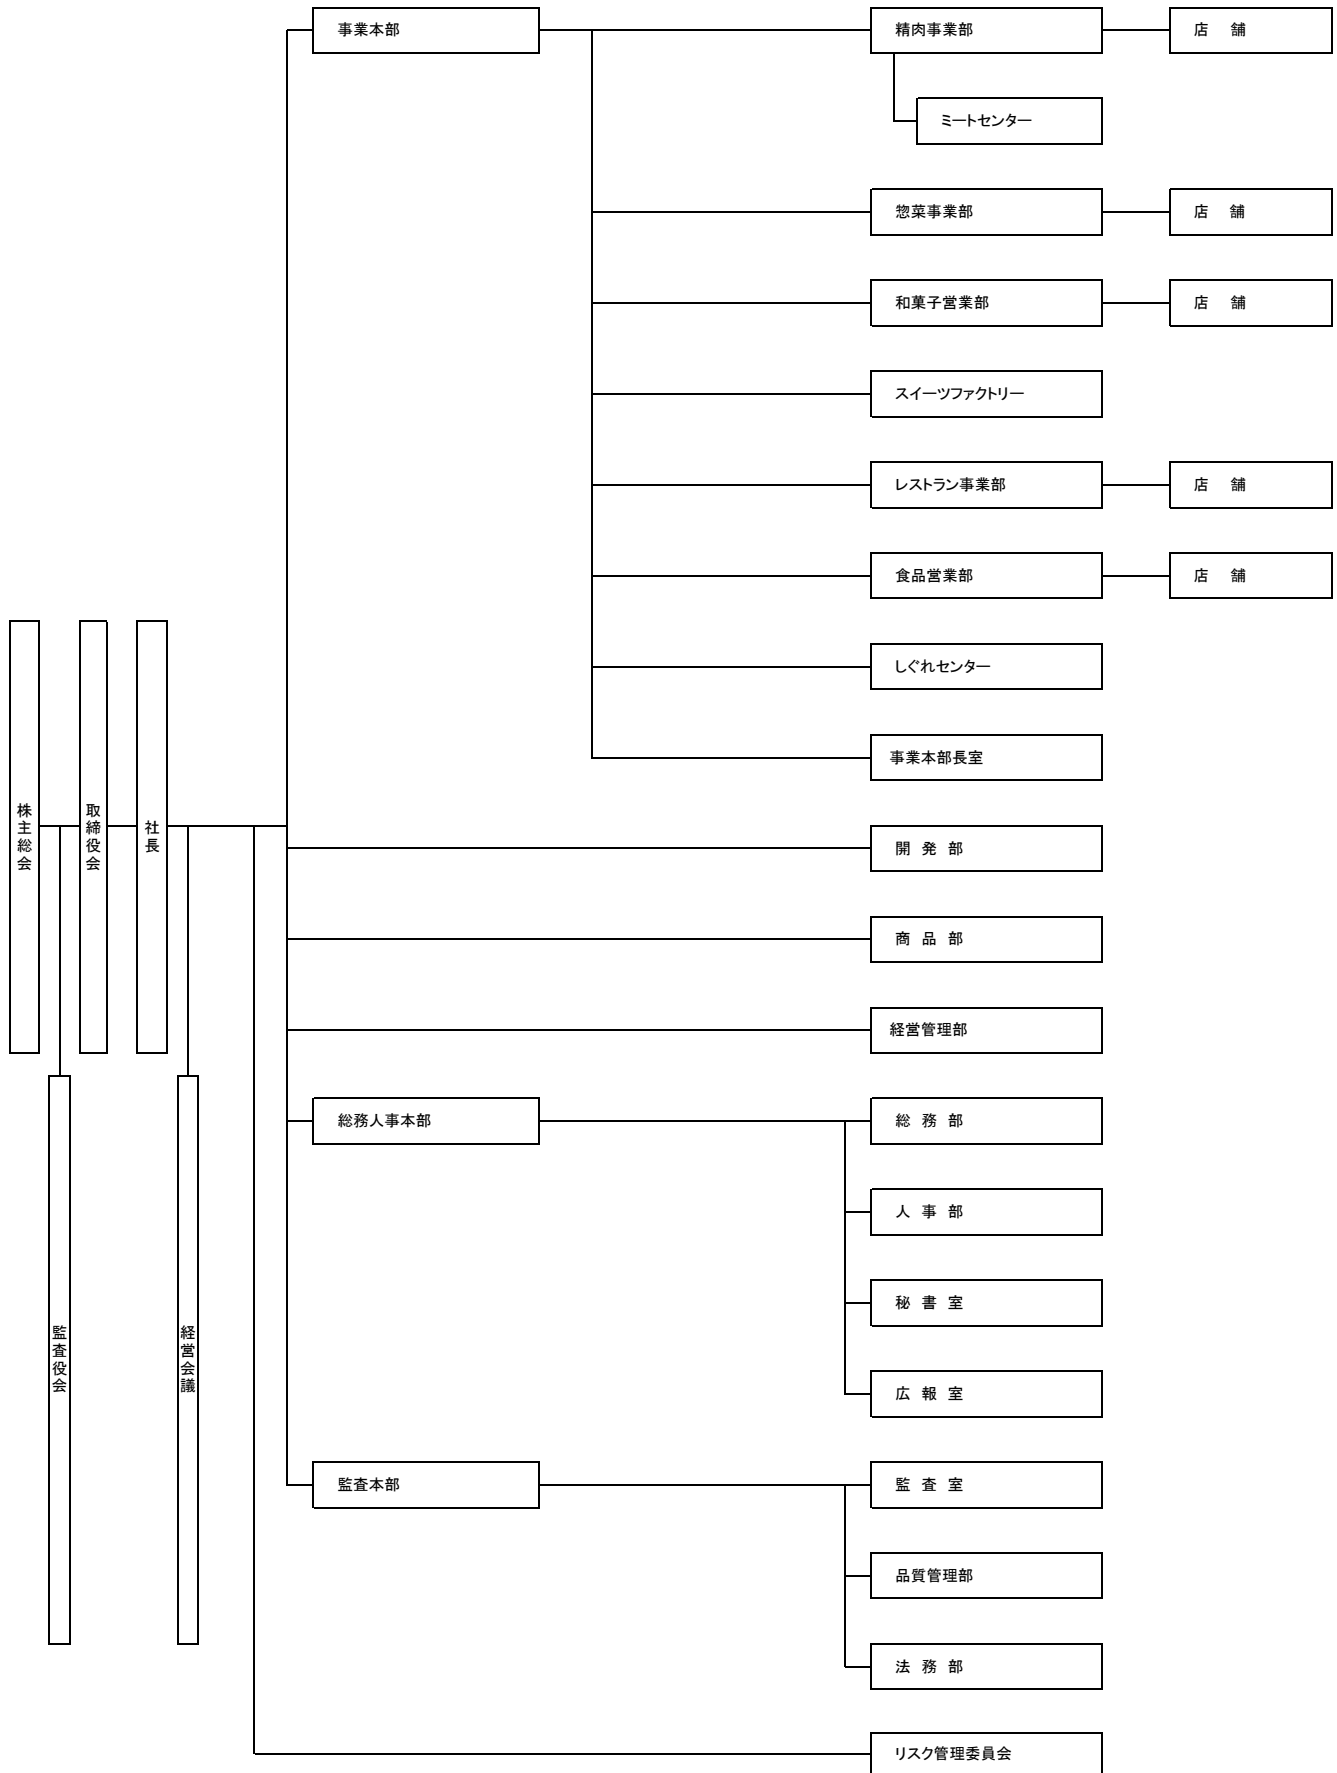 事業本部
精肉事業部
店　舗
ミートセンター
惣菜事業部
店　舗
和菓子営業部
店　舗
スイーツファクトリー
レストラン事業部
店　舗
食品営業部
店　舗
しぐれセンター
事業本部長室
株主総会
取締役会
社長
開　発　部
商　品　部
経営管理部
総務人事本部
総　務　部
人　事　部
秘　書　室
監査役会
経営会議
広　報　室
監査本部
監　査　室
品質管理部
法　務　部
リスク管理委員会